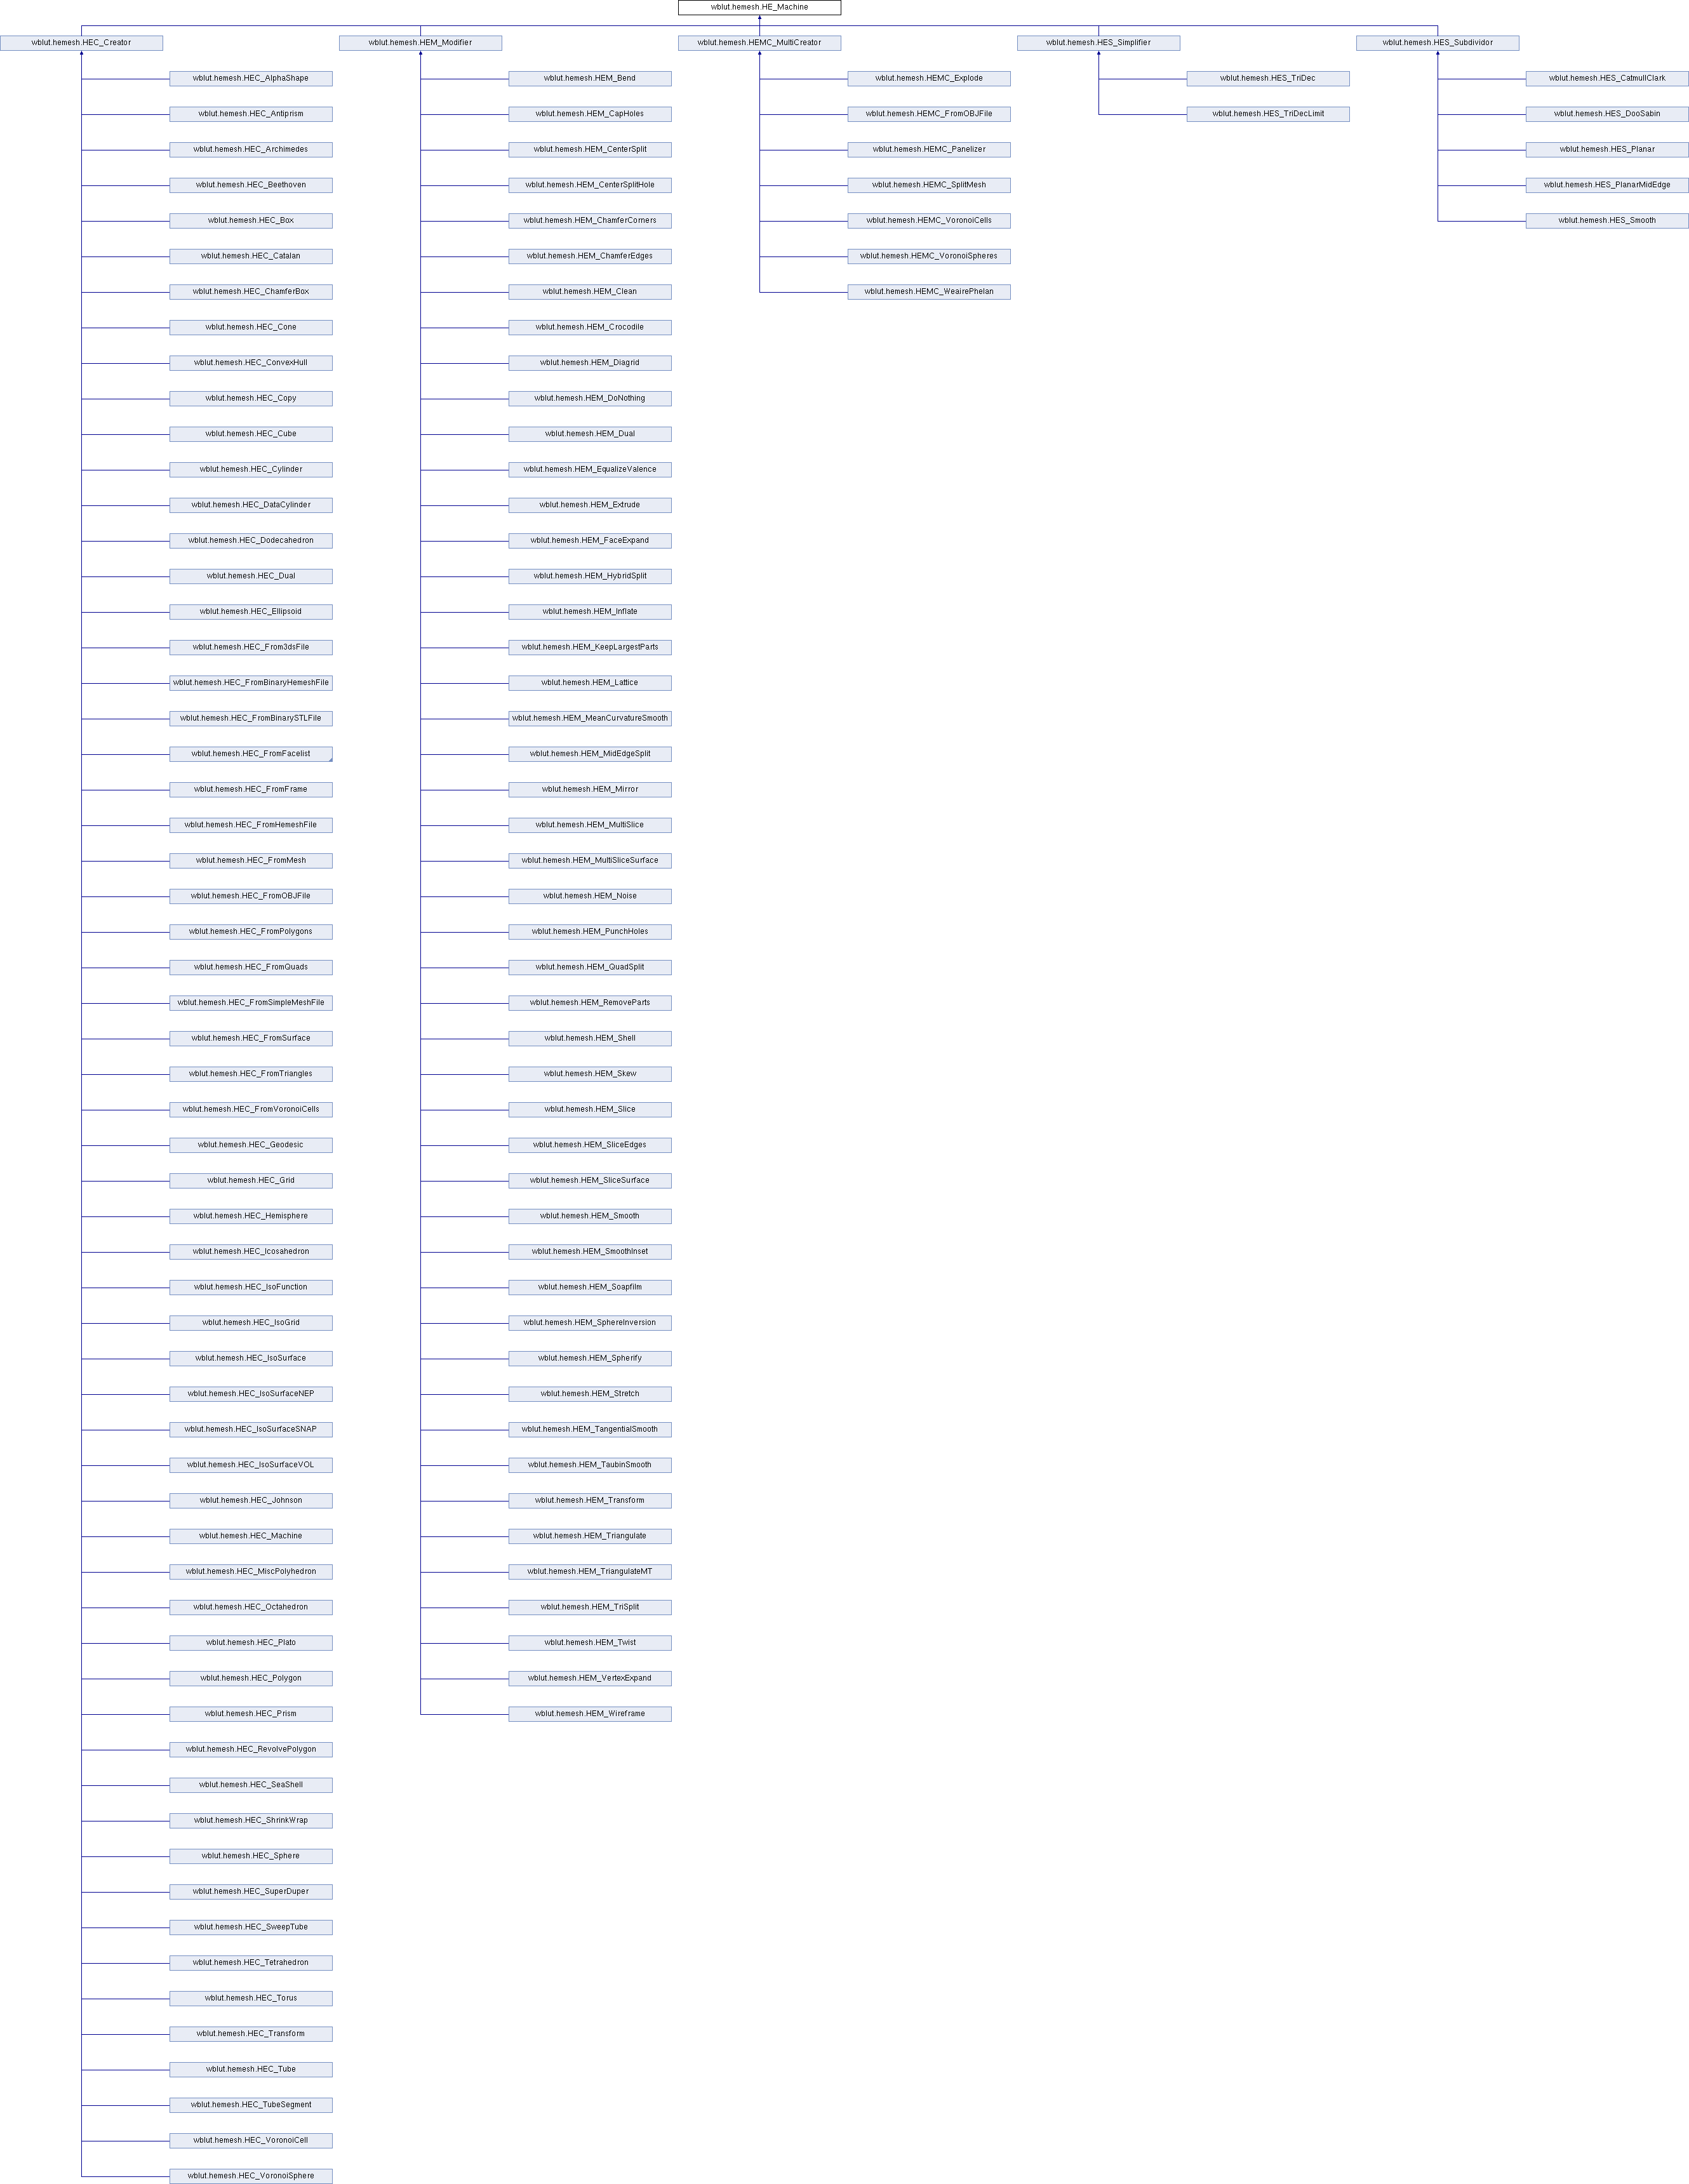 wblut.hemesh.HE_Machine
wblut.hemesh.HEC_Creator
wblut.hemesh.HEM_Modifier
wblut.hemesh.HEMC_MultiCreator
wblut.hemesh.HES_Simplifier
wblut.hemesh.HES_Subdividor
wblut.hemesh.HEC_AlphaShape
wblut.hemesh.HEC_Antiprism
wblut.hemesh.HEC_Archimedes
wblut.hemesh.HEC_Beethoven
wblut.hemesh.HEC_Box
wblut.hemesh.HEC_Catalan
wblut.hemesh.HEC_ChamferBox
wblut.hemesh.HEC_Cone
wblut.hemesh.HEC_ConvexHull
wblut.hemesh.HEC_Copy
wblut.hemesh.HEC_Cube
wblut.hemesh.HEC_Cylinder
wblut.hemesh.HEC_DataCylinder
wblut.hemesh.HEC_Dodecahedron
wblut.hemesh.HEC_Dual
wblut.hemesh.HEC_Ellipsoid
wblut.hemesh.HEC_From3dsFile
wblut.hemesh.HEC_FromBinaryHemeshFile
wblut.hemesh.HEC_FromBinarySTLFile
wblut.hemesh.HEC_FromFacelist
wblut.hemesh.HEC_FromFrame
wblut.hemesh.HEC_FromHemeshFile
wblut.hemesh.HEC_FromMesh
wblut.hemesh.HEC_FromOBJFile
wblut.hemesh.HEC_FromPolygons
wblut.hemesh.HEC_FromQuads
wblut.hemesh.HEC_FromSimpleMeshFile
wblut.hemesh.HEC_FromSurface
wblut.hemesh.HEC_FromTriangles
wblut.hemesh.HEC_FromVoronoiCells
wblut.hemesh.HEC_Geodesic
wblut.hemesh.HEC_Grid
wblut.hemesh.HEC_Hemisphere
wblut.hemesh.HEC_Icosahedron
wblut.hemesh.HEC_IsoFunction
wblut.hemesh.HEC_IsoGrid
wblut.hemesh.HEC_IsoSurface
wblut.hemesh.HEC_IsoSurfaceNEP
wblut.hemesh.HEC_IsoSurfaceSNAP
wblut.hemesh.HEC_IsoSurfaceVOL
wblut.hemesh.HEC_Johnson
wblut.hemesh.HEC_Machine
wblut.hemesh.HEC_MiscPolyhedron
wblut.hemesh.HEC_Octahedron
wblut.hemesh.HEC_Plato
wblut.hemesh.HEC_Polygon
wblut.hemesh.HEC_Prism
wblut.hemesh.HEC_RevolvePolygon
wblut.hemesh.HEC_SeaShell
wblut.hemesh.HEC_ShrinkWrap
wblut.hemesh.HEC_Sphere
wblut.hemesh.HEC_SuperDuper
wblut.hemesh.HEC_SweepTube
wblut.hemesh.HEC_Tetrahedron
wblut.hemesh.HEC_Torus
wblut.hemesh.HEC_Transform
wblut.hemesh.HEC_Tube
wblut.hemesh.HEC_TubeSegment
wblut.hemesh.HEC_VoronoiCell
wblut.hemesh.HEC_VoronoiSphere
wblut.hemesh.HEM_Bend
wblut.hemesh.HEM_CapHoles
wblut.hemesh.HEM_CenterSplit
wblut.hemesh.HEM_CenterSplitHole
wblut.hemesh.HEM_ChamferCorners
wblut.hemesh.HEM_ChamferEdges
wblut.hemesh.HEM_Clean
wblut.hemesh.HEM_Crocodile
wblut.hemesh.HEM_Diagrid
wblut.hemesh.HEM_DoNothing
wblut.hemesh.HEM_Dual
wblut.hemesh.HEM_EqualizeValence
wblut.hemesh.HEM_Extrude
wblut.hemesh.HEM_FaceExpand
wblut.hemesh.HEM_HybridSplit
wblut.hemesh.HEM_Inflate
wblut.hemesh.HEM_KeepLargestParts
wblut.hemesh.HEM_Lattice
wblut.hemesh.HEM_MeanCurvatureSmooth
wblut.hemesh.HEM_MidEdgeSplit
wblut.hemesh.HEM_Mirror
wblut.hemesh.HEM_MultiSlice
wblut.hemesh.HEM_MultiSliceSurface
wblut.hemesh.HEM_Noise
wblut.hemesh.HEM_PunchHoles
wblut.hemesh.HEM_QuadSplit
wblut.hemesh.HEM_RemoveParts
wblut.hemesh.HEM_Shell
wblut.hemesh.HEM_Skew
wblut.hemesh.HEM_Slice
wblut.hemesh.HEM_SliceEdges
wblut.hemesh.HEM_SliceSurface
wblut.hemesh.HEM_Smooth
wblut.hemesh.HEM_SmoothInset
wblut.hemesh.HEM_Soapfilm
wblut.hemesh.HEM_SphereInversion
wblut.hemesh.HEM_Spherify
wblut.hemesh.HEM_Stretch
wblut.hemesh.HEM_TangentialSmooth
wblut.hemesh.HEM_TaubinSmooth
wblut.hemesh.HEM_Transform
wblut.hemesh.HEM_Triangulate
wblut.hemesh.HEM_TriangulateMT
wblut.hemesh.HEM_TriSplit
wblut.hemesh.HEM_Twist
wblut.hemesh.HEM_VertexExpand
wblut.hemesh.HEM_Wireframe
wblut.hemesh.HEMC_Explode
wblut.hemesh.HEMC_FromOBJFile
wblut.hemesh.HEMC_Panelizer
wblut.hemesh.HEMC_SplitMesh
wblut.hemesh.HEMC_VoronoiCells
wblut.hemesh.HEMC_VoronoiSpheres
wblut.hemesh.HEMC_WeairePhelan
wblut.hemesh.HES_TriDec
wblut.hemesh.HES_TriDecLimit
wblut.hemesh.HES_CatmullClark
wblut.hemesh.HES_DooSabin
wblut.hemesh.HES_Planar
wblut.hemesh.HES_PlanarMidEdge
wblut.hemesh.HES_Smooth